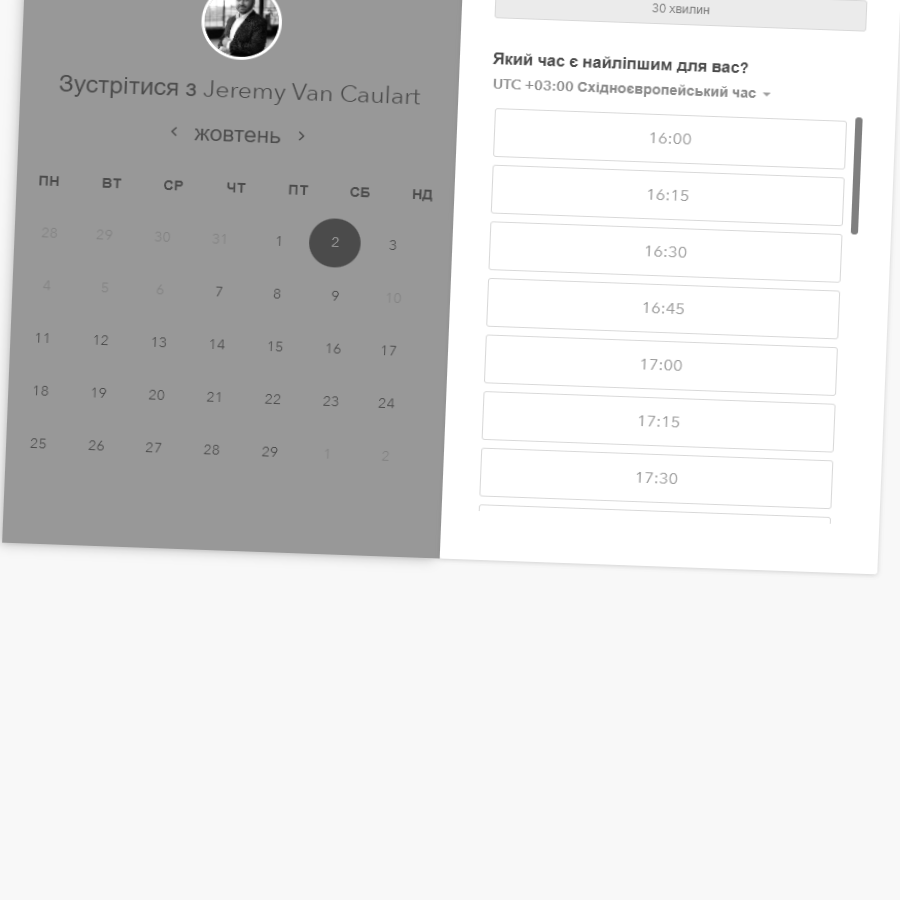 Зустрітися з Jeremy Van Caulart
жовтень
ПН ВТ СР ЧТ ПТ СБ НД
28 29 30 31 1 2 3
4 5 6 7 8 9 10
11 12 13 14 15 16 17
18 19 20 21 22 23 24
25 26 27 28 29 1 2
30 хвилин
Який час є найліпшим для вас?
UTC +03:00 Східноєвропейський час
16:00
16:15
16:30
16:45
17:00
17:15
17:30